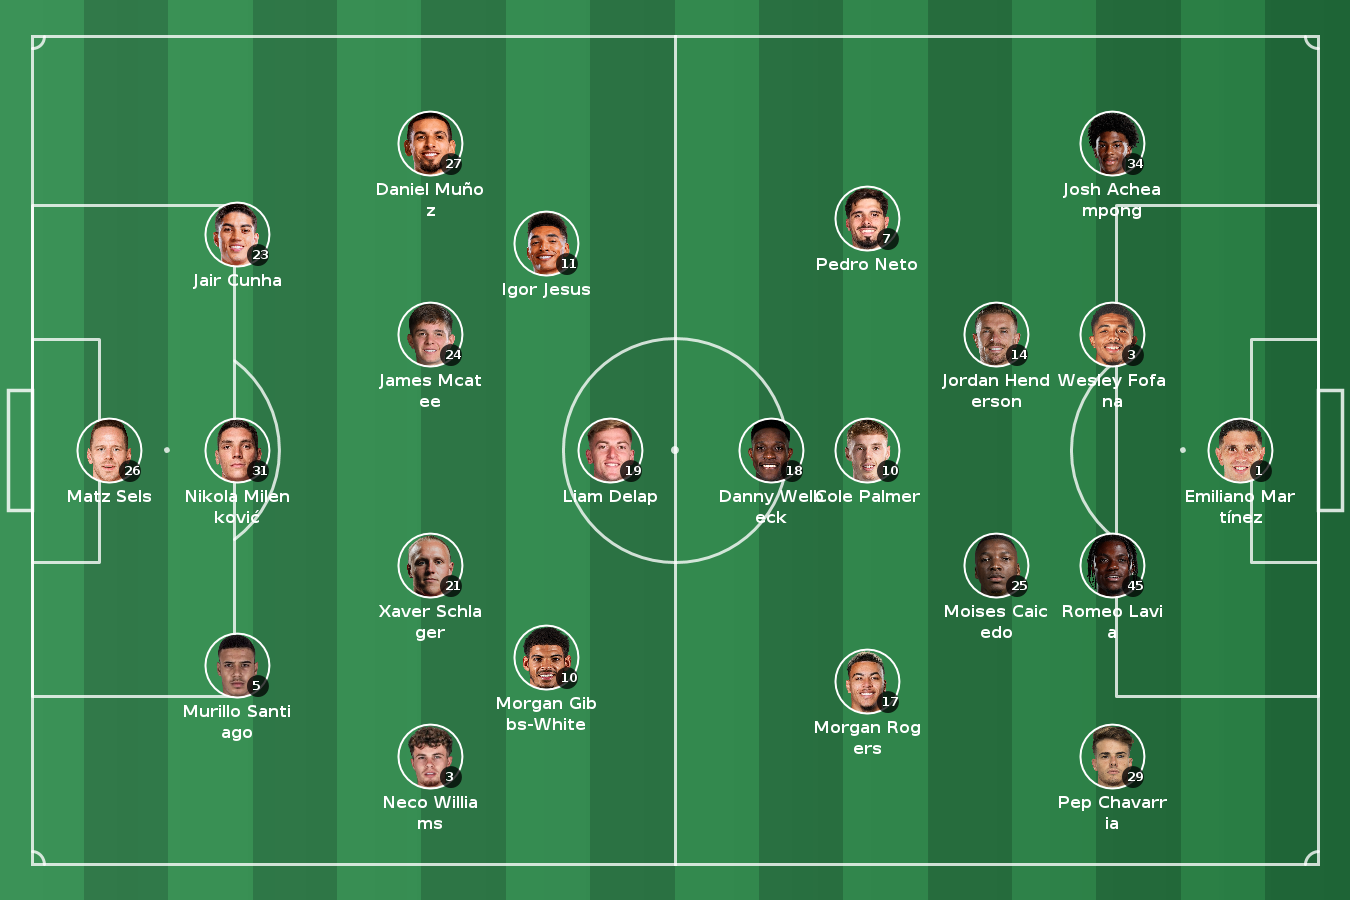 27
Daniel Muño
z
34
Josh Achea
mpong
23
Jair Cunha
11
Igor Jesus
7
Pedro Neto
24
James Mcat
ee
14
Jordan Hend
erson
3
Wesley Fofa
na
26
Matz Sels
31
Nikola Milen
ković
19
Liam Delap
18
Danny Welb
eck
10
Cole Palmer
1
Emiliano Mar
tínez
21
Xaver Schla
ger
25
Moises Caic
edo
45
Romeo Lavi
a
5
Murillo Santi
ago
10
Morgan Gib
bs-White
17
Morgan Rog
ers
3
Neco Willia
ms
29
Pep Chavarr
ia